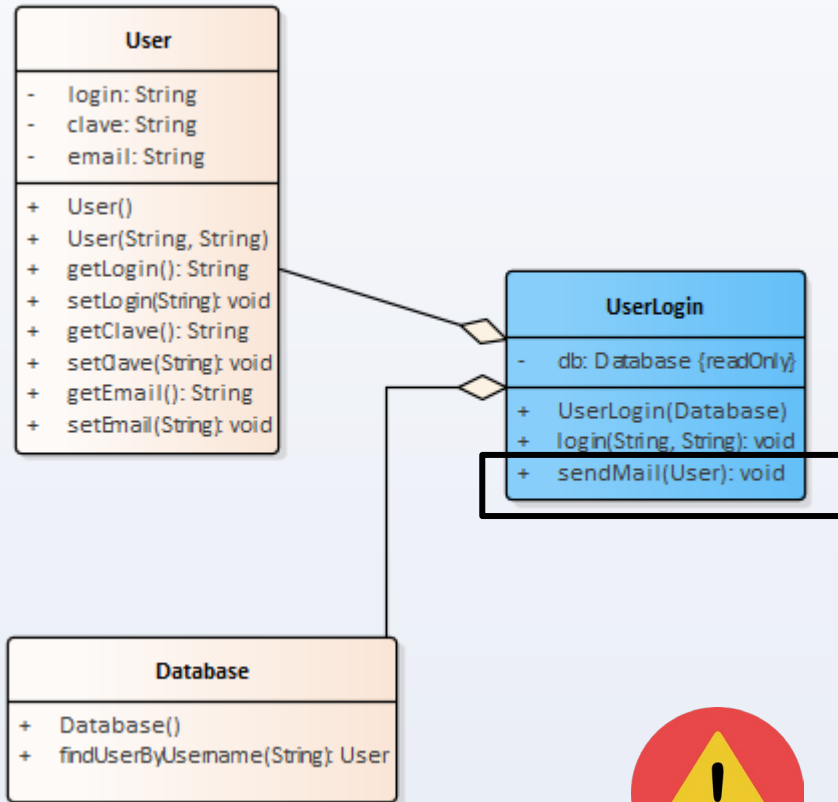 User
- login: String
- clave: String
- email: String
+ User()
+ User(String, String)
+ getLogin(): String
+ setLogin(String): void
+ getClave(): String
+ setClave(String): void
+ getEmail(): String
+ setEmail(String): void
UserLogin
- db: Database {readOnly}
+ UserLogin(Database)
+ login(String, String): void
+ sendMail(User): void
Database
+ Database()
+ findUserByUsername(String): User
!